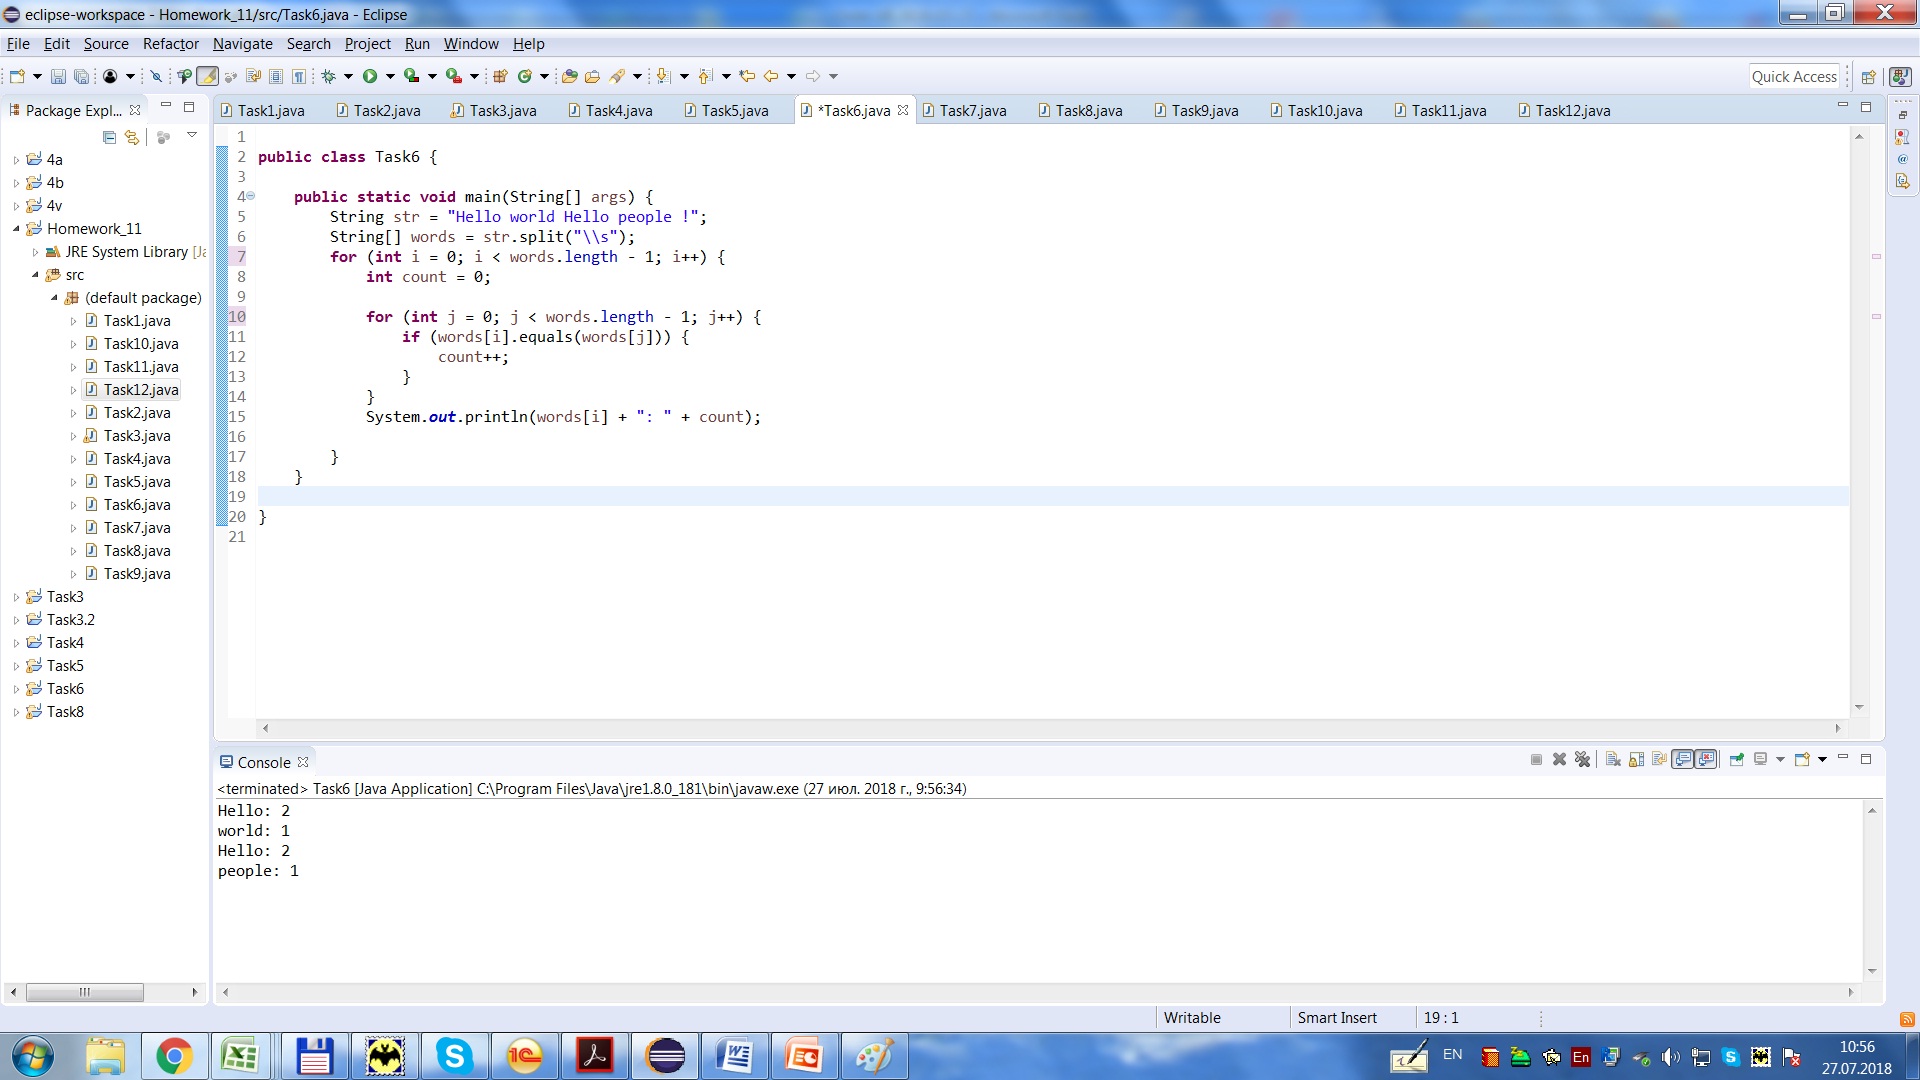 eclipse-workspace - Homework_11/src/Task6.java - Eclipse
File Edit Source Refactor Navigate Search Project Run Window Help
Quick Access
Package Expl...
Task1.java Task2.java Task3.java Task4.java Task5.java *Task6.java Task7.java Task8.java Task9.java Task10.java Task11.java Task12.java
4a
4b
4v
Homework_11
JRE System Library [Ja
src
(default package)
Task1.java
Task10.java
Task11.java
Task12.java
Task2.java
Task3.java
Task4.java
Task5.java
Task6.java
Task7.java
Task8.java
Task9.java
Task3
Task3.2
Task4
Task5
Task6
Task8
1
2 public class Task6 {
3
4 public static void main(String[] args) {
5 String str = "Hello world Hello people !";
6 String[] words = str.split("\\s");
7 for (int i = 0; i < words.length - 1; i++) {
8 int count = 0;
9
10 for (int j = 0; j < words.length - 1; j++) {
11 if (words[i].equals(words[j])) {
12 count++;
13 }
14 }
15 System.out.println(words[i] + ": " + count);
16
17 }
18 }
19
20 }
21
Console
<terminated> Task6 [Java Application] C:\Program Files\Java\jre1.8.0_181\bin\javaw.exe (27 июл. 2018 г., 9:56:34)
Hello: 2
world: 1
Hello: 2
people: 1
Writable Smart Insert 19 : 1
EN En
10:56
27.07.2018